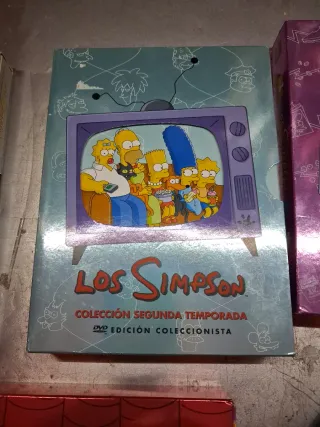 LOS SIMPSON
COLECCIÓN SEGUNDA TEMPORADA
DVD EDICIÓN COLECCIONISTA